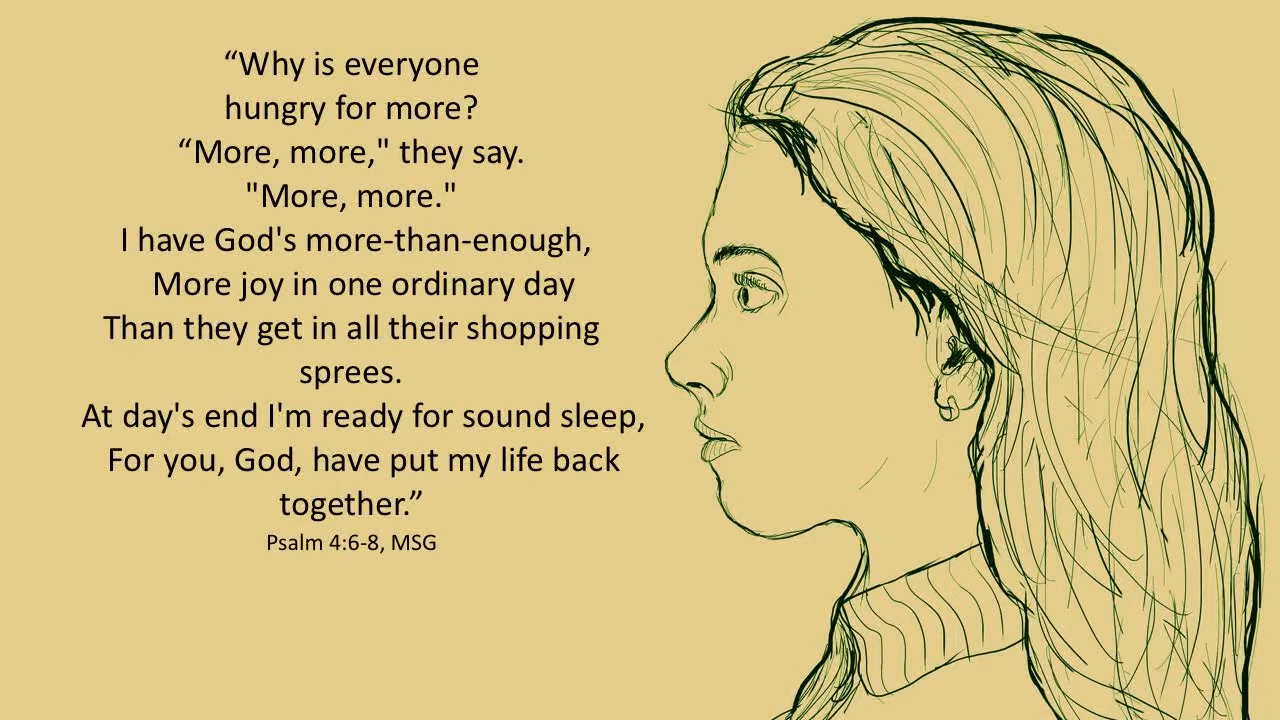 “Why is everyone
hungry for more?
“More, more," they say.
"More, more."
I have God's more-than-enough,
More joy in one ordinary day
Than they get in all their shopping
sprees.
At day's end I'm ready for sound sleep,
For you, God, have put my life back
together.”
Psalm 4:6-8, MSG